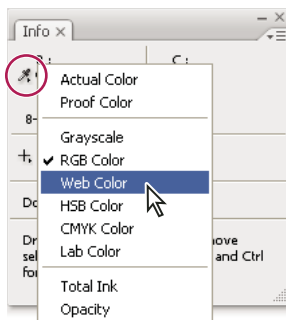 Info ×
C :
Actual Color
Proof Color
8-
Grayscale
RGB Color
Web Color
Do
HSB Color
CMYK Color
Dr
Lab Color
ove
sel
and Ctrl
for
Total Ink
Opacity